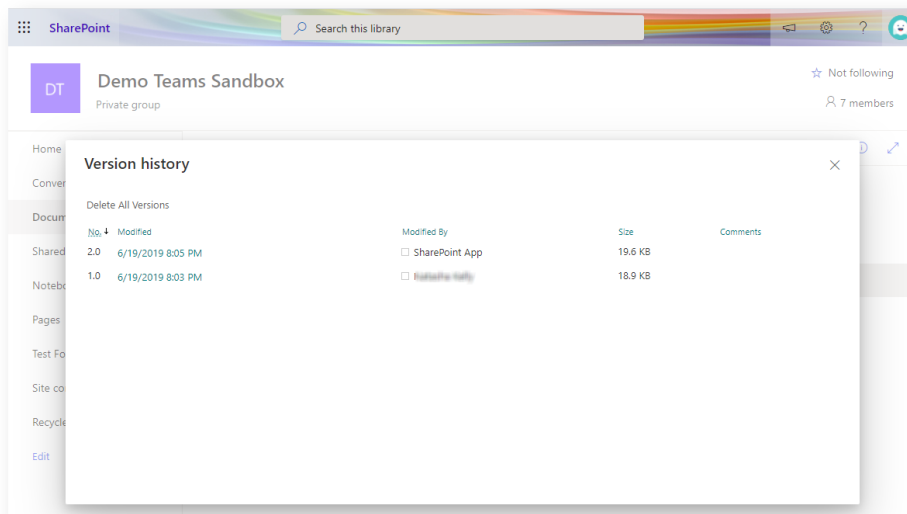 SharePoint
Search this library
?
DT
Demo Teams Sandbox
Private group
Not following
7 members
Home
Conver
Docum
Shared
Notebo
Pages
Test Fo
Site co
Recycle
Edit
Version history
Delete All Versions
No. Modified Modified By Size Comments
2.0 6/19/2019 8:05 PM SharePoint App 19.6 KB
1.0 6/19/2019 8:03 PM 18.9 KB